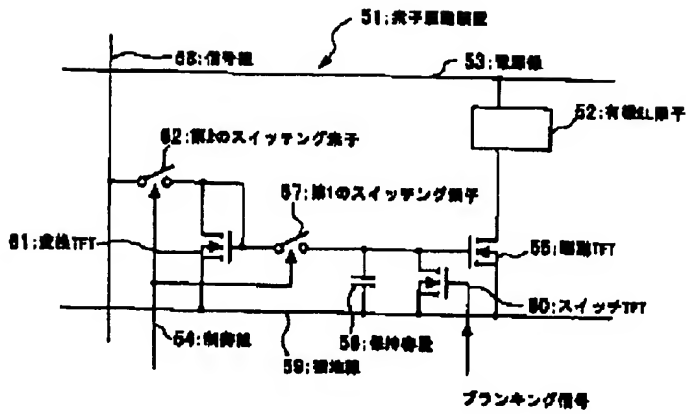 51:素子駆動装置
58:信号線
53:電源線
52:有機EL素子
62:第2のスイッチング素子
57:第1のスイッチング素子
61:変換TFT
55:駆動TFT
60:スイッチTFT
54:制御線
59:接地線
58:保持容量
ブランキング信号